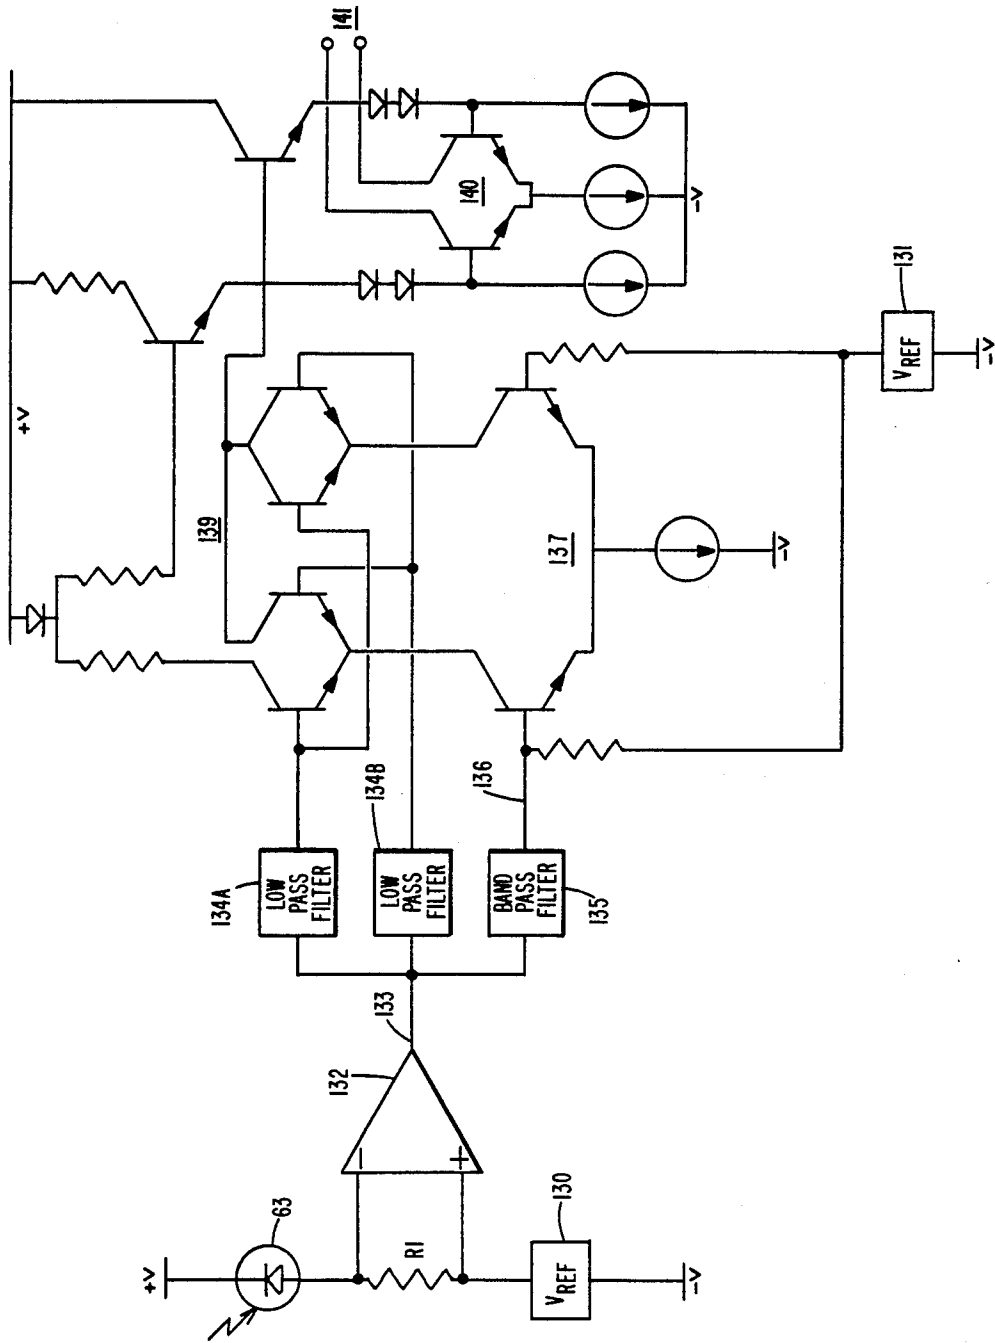 +V
63
R1
V REF
130
-V
132
−
+
133
134A
LOW
PASS
FILTER
134B
LOW
PASS
FILTER
BAND
PASS
FILTER
135
136
+V
139
137
-V
V REF
131
-V
140
141
-V